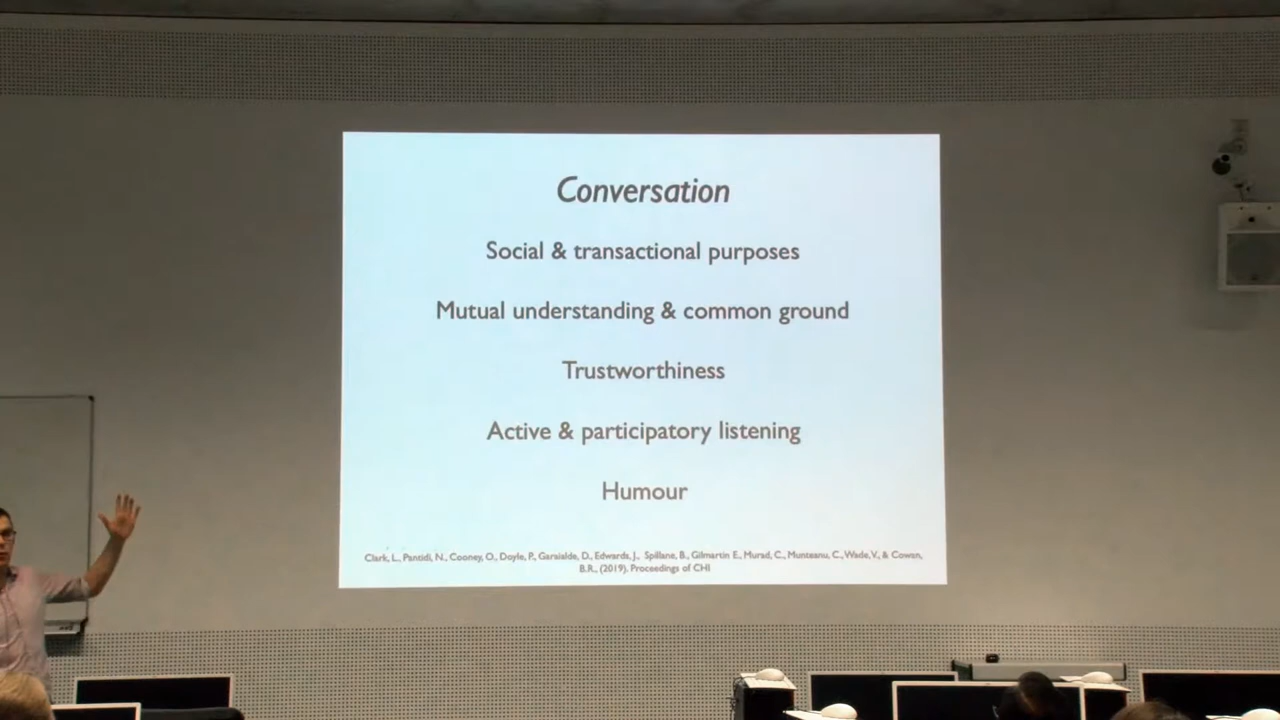 Conversation
Social & transactional purposes
Mutual understanding & common ground
Trustworthiness
Active & participatory listening
Humour
Clark, L., Pantidi, N., Cooney, O., Doyle, P., Garaialde, D., Edwards, J., Spillane, B., Gilmartin E., Murad, C., Munteanu, C., Wade, V., & Cowan,
B.R., (2019). Proceedings of CHI